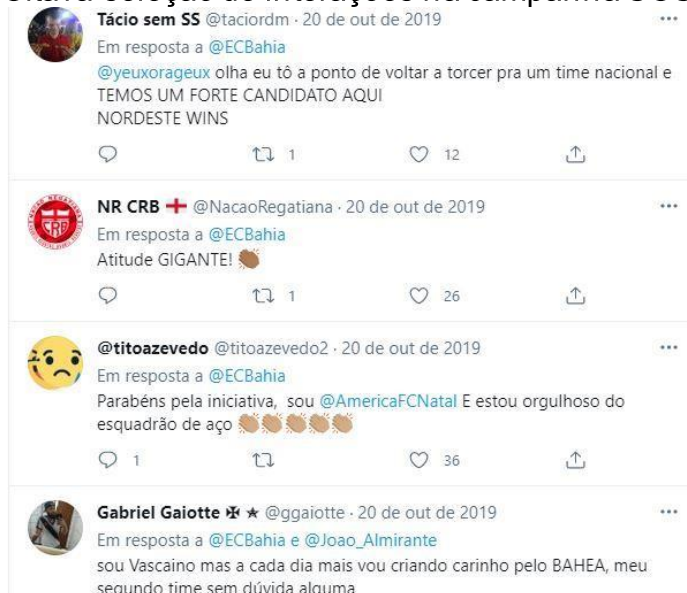 Tácio sem SS @taciordm · 20 de out de 2019
Em resposta a @ECBahia
@yeuxorageux olha eu tô a ponto de voltar a torcer pra um time nacional e
TEMOS UM FORTE CANDIDATO AQUI
NORDESTE WINS
1 12
NR CRB @NacaoRegatiana · 20 de out de 2019
Em resposta a @ECBahia
Atitude GIGANTE!
1 26
CRB
@titoazevedo @titoazevedo2 · 20 de out de 2019
Em resposta a @ECBahia
Parabéns pela iniciativa, sou @AmericaFCNatal E estou orgulhoso do
esquadrão de aço
1 36
Gabriel Gaiotte @ggaiotte · 20 de out de 2019
Em resposta a @ECBahia e @Joao_Almirante
sou Vascaino mas a cada dia mais vou criando carinho pelo BAHEA, meu
segundo time sem dúvida alguma